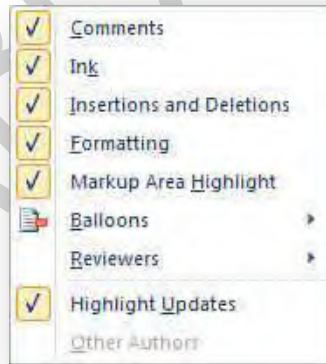 Comments
Ink
Insertions and Deletions
Formatting
Markup Area Highlight
Balloons
Reviewers
Highlight Updates
Other Authors